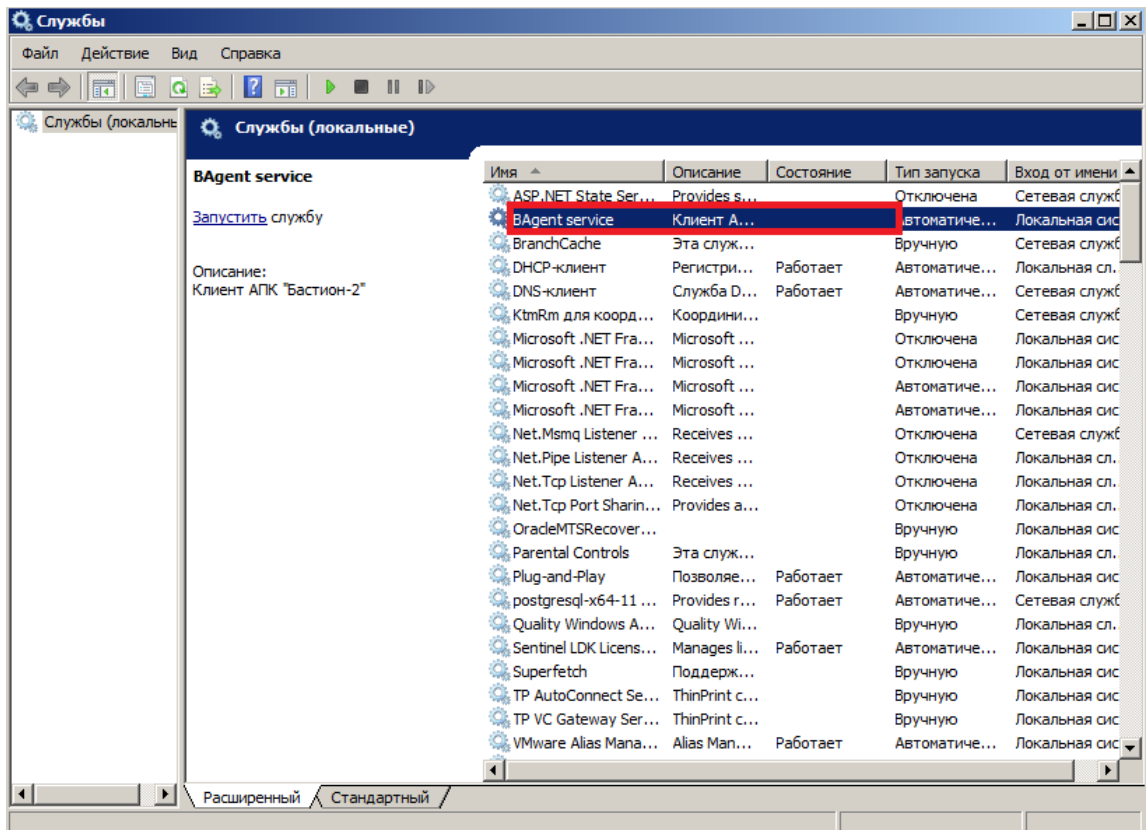 Службы
Файл Действие Вид Справка
Службы (локальнь
Службы (локальные)
BAgent service
Запустить службу
Описание:
Клиент АПК "Бастион-2"
Имя Описание Состояние Тип запуска Вход от имени
ASP.NET State Ser... Provides s... Отключена Сетевая служб
BAgent service Клиент А... Автоматиче... Локальная сис
BranchCache Эта служ... Вручную Сетевая служб
DHCP-клиент Регистри... Работает Автоматиче... Локальная сл.
DNS-клиент Служба D... Работает Автоматиче... Сетевая служб
KtmRm для коорд... Координи... Вручную Сетевая служб
Microsoft .NET Fra... Microsoft ... Отключена Локальная сис
Microsoft .NET Fra... Microsoft ... Отключена Локальная сис
Microsoft .NET Fra... Microsoft ... Автоматиче... Локальная сис
Microsoft .NET Fra... Microsoft ... Автоматиче... Локальная сис
Net.Msmq Listener ... Receives ... Отключена Сетевая служб
Net.Pipe Listener A... Receives ... Отключена Локальная сл.
Net.Tcp Listener A... Receives ... Отключена Локальная сл.
Net.Tcp Port Sharin... Provides a... Отключена Локальная сл.
OracleMTSRecover... Вручную Локальная сис
Parental Controls Эта служ... Вручную Локальная сл.
Plug-and-Play Позволяе... Работает Автоматиче... Локальная сис
postgresql-x64-11 ... Provides r... Работает Автоматиче... Сетевая служб
Quality Windows A... Quality Wi... Вручную Локальная сл.
Sentinel LDK Licens... Manages li... Работает Автоматиче... Локальная сис
Superfetch Поддерж... Вручную Локальная сис
TP AutoConnect Se... ThinPrint c... Вручную Локальная сис
TP VC Gateway Ser... ThinPrint c... Вручную Локальная сис
VMware Alias Mana... Alias Man... Работает Автоматиче... Локальная сис
Расширенный Стандартный